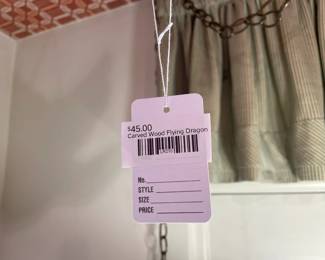 $45.00
Carved Wood Flying Dragon
No.
STYLE
SIZE
PRICE